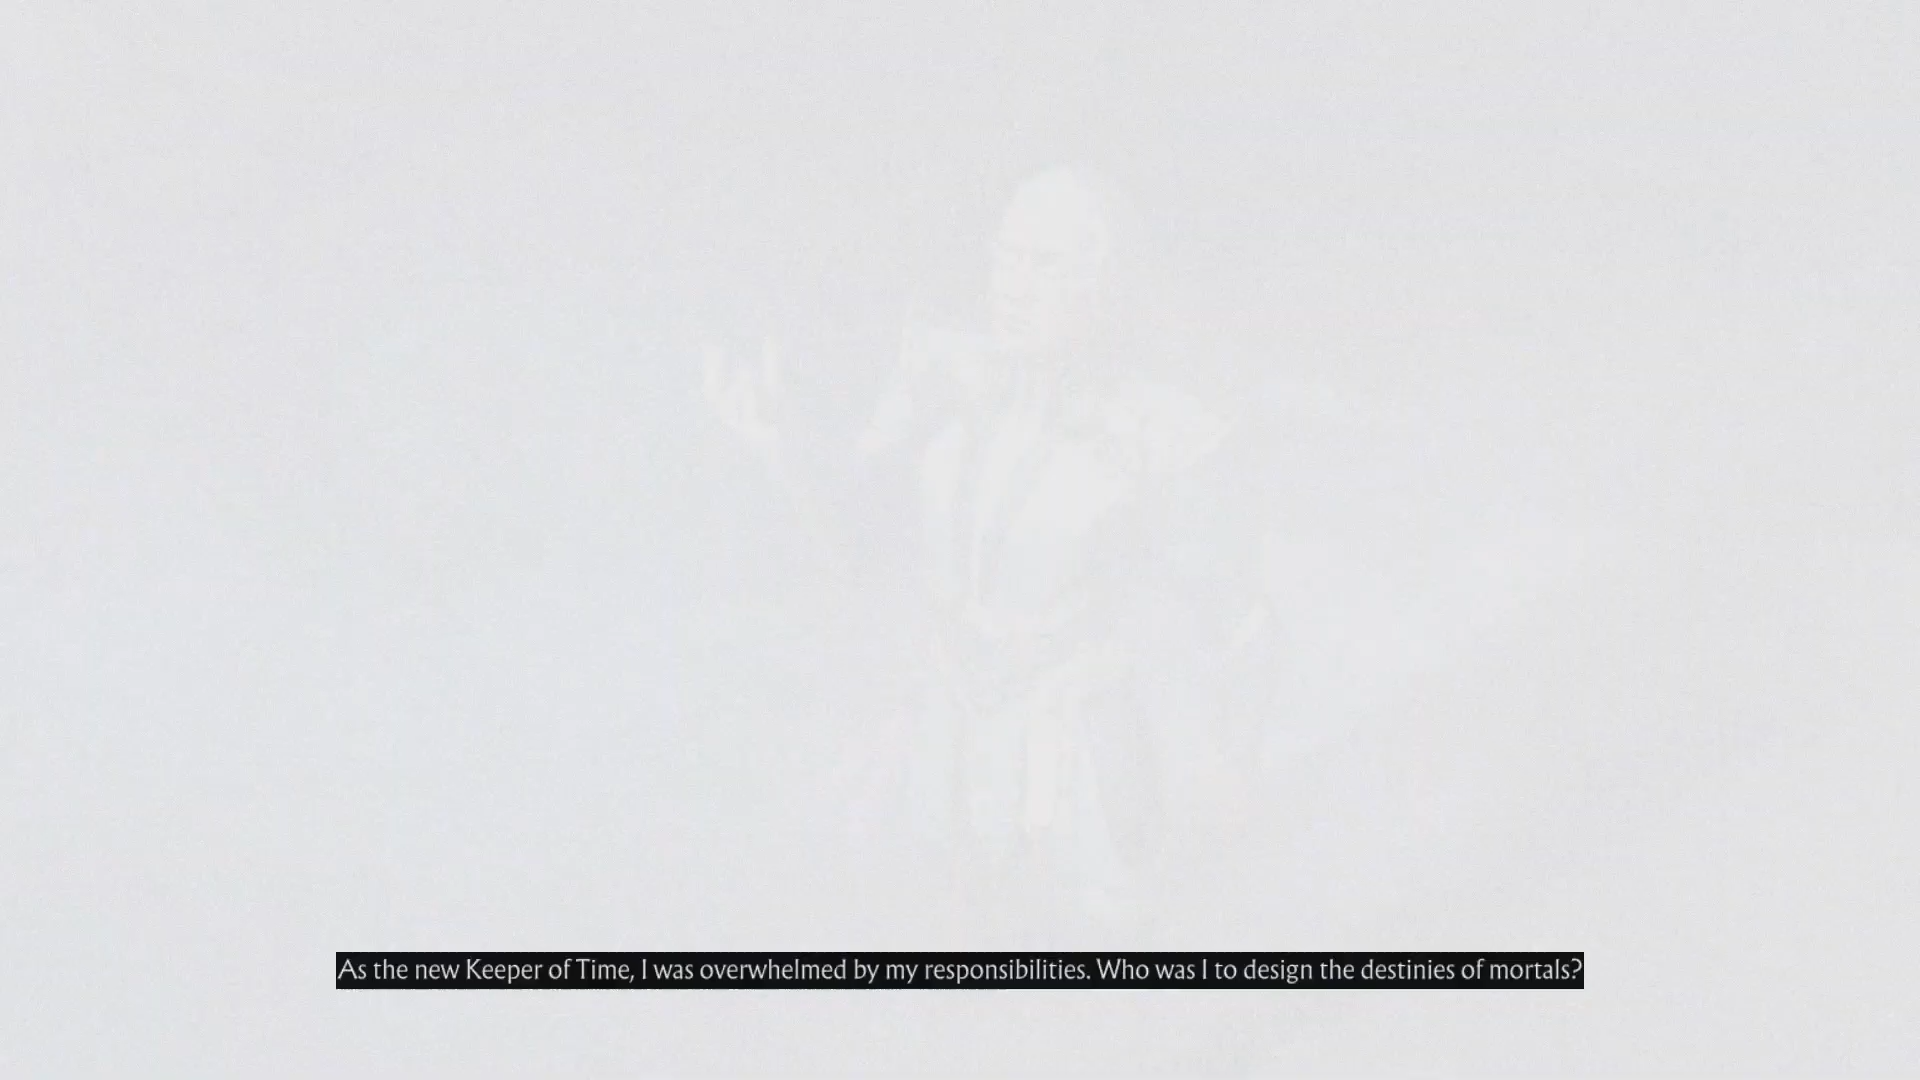 As the new Keeper of Time, I was overwhelmed by my responsibilities. Who was I to design the destinies of mortals?